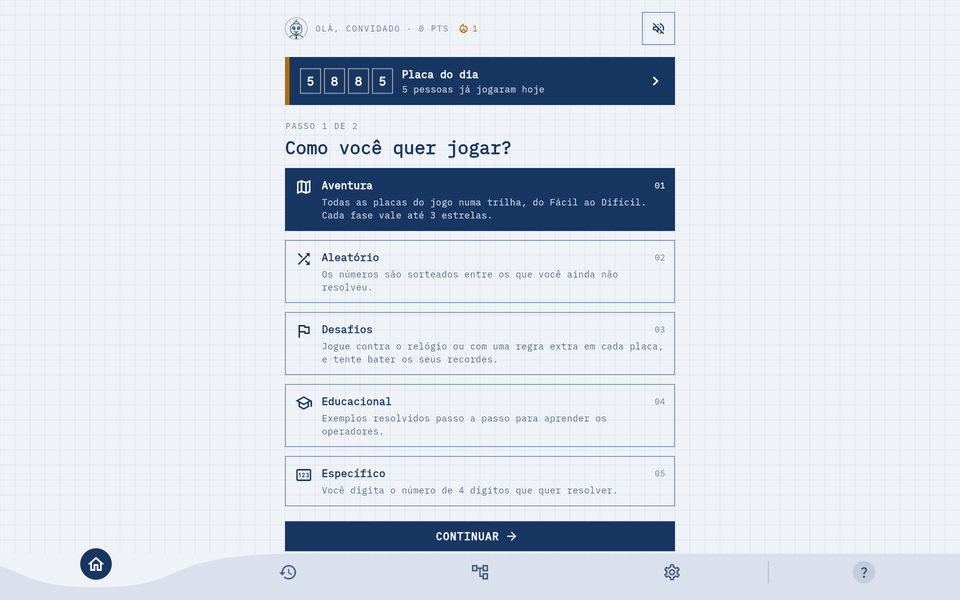 OLÁ, CONVIDADO · 0 PTS 1
5 8 8 5
Placa do dia
5 pessoas já jogaram hoje
PASSO 1 DE 2
Como você quer jogar?
Aventura 01
Todas as placas do jogo numa trilha, do Fácil ao Difícil.
Cada fase vale até 3 estrelas.
Aleatório 02
Os números são sorteados entre os que você ainda não
resolveu.
Desafios 03
Jogue contra o relógio ou com uma regra extra em cada placa,
e tente bater os seus recordes.
Educacional 04
Exemplos resolvidos passo a passo para aprender os
operadores.
123
Específico 05
Você digita o número de 4 dígitos que quer resolver.
CONTINUAR →
?